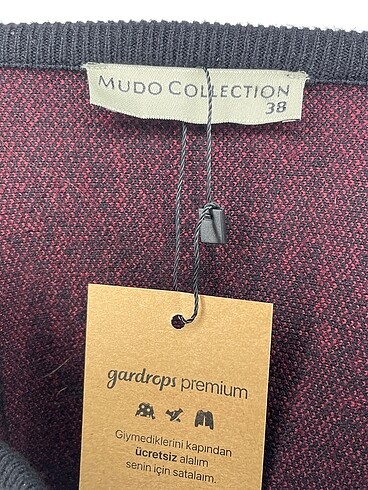 MUDO COLLECTION
38
gardrops premium
Giymediklerini kapından
ücretsiz alalım
senin için satalım.